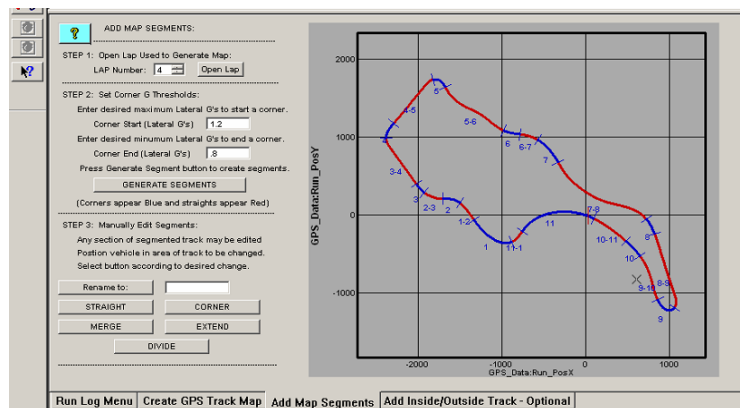 ?
ADD MAP SEGMENTS:
STEP 1: Open Lap Used to Generate Map:
LAP Number: 4 Open Lap
STEP 2: Set Corner G Thresholds:
Enter desired maximum Lateral G's to start a corner.
Corner Start (Lateral G's) 1.2
Enter desired minumum Lateral G's to end a corner.
Corner End (Lateral G's) .8
Press Generate Segment button to create segments.
GENERATE SEGMENTS
(Corners appear Blue and straights appear Red)
STEP 3: Manually Edit Segments:
Any section of segmented track may be edited
Postion vehicle in area of track to be changed.
Select button according to desired change.
Rename to:
STRAIGHT CORNER
MERGE EXTEND
DIVIDE
?
GPS_Data:Run_PosY
2000
1000
0
-1000
5
4-5
5-6
4
6
6-7
7
3-4
3
2-3
2
1-2
1
11-1
11
7-8
10-11
8
10
8-9
9-10
9
-2000 -1000 0 1000
GPS_Data:Run_PosX
Run Log Menu Create GPS Track Map Add Map Segments Add Inside/Outside Track - Optional